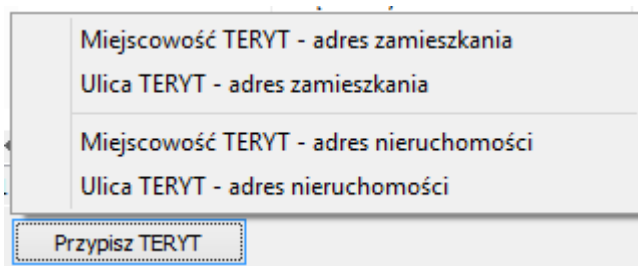 Miejscowość TERYT - adres zamieszkania
Ulica TERYT - adres zamieszkania
Miejscowość TERYT - adres nieruchomości
Ulica TERYT - adres nieruchomości
Przypisz TERYT